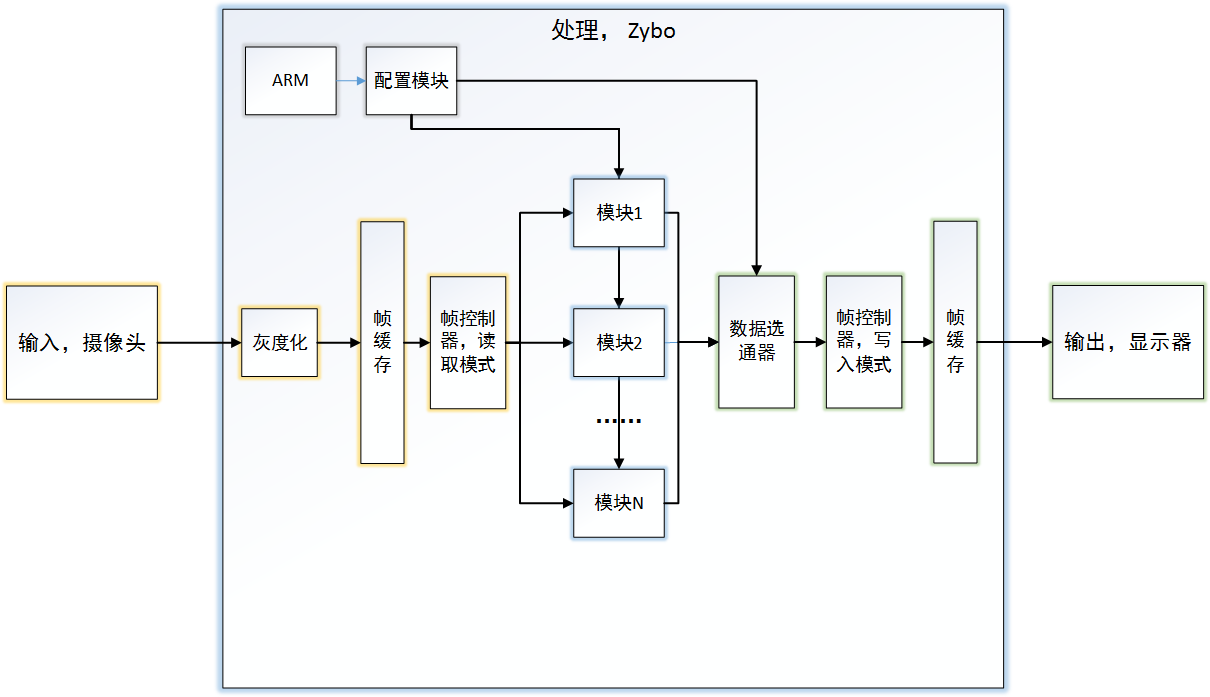 处理，Zybo
ARM
配置模块
模块1
输入，摄像头
灰度化
帧
缓
存
帧控制
器，读
取模式
模块2
数据选
通器
帧控制
器，写
入模式
帧
缓
存
输出，显示器
......
模块N